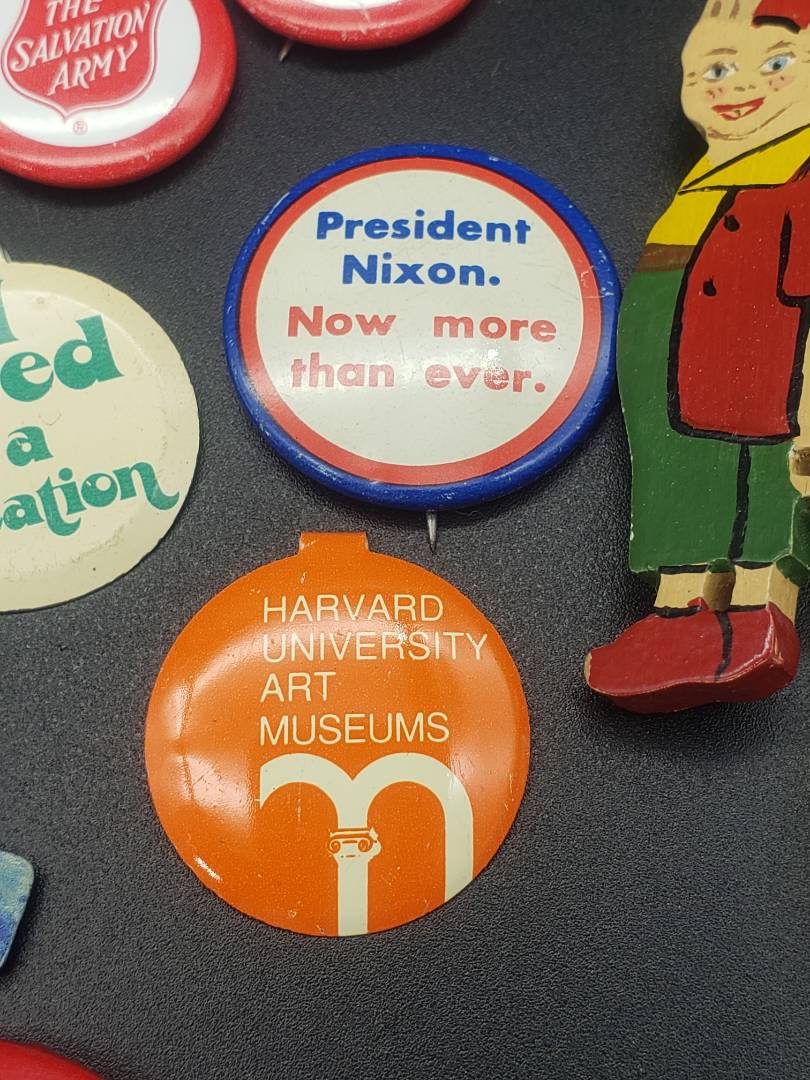 THE
SALVATION
ARMY
®
President
Nixon.
Now more
than ever.
ed
a
ation
HARVARD
UNIVERSITY
ART
MUSEUMS